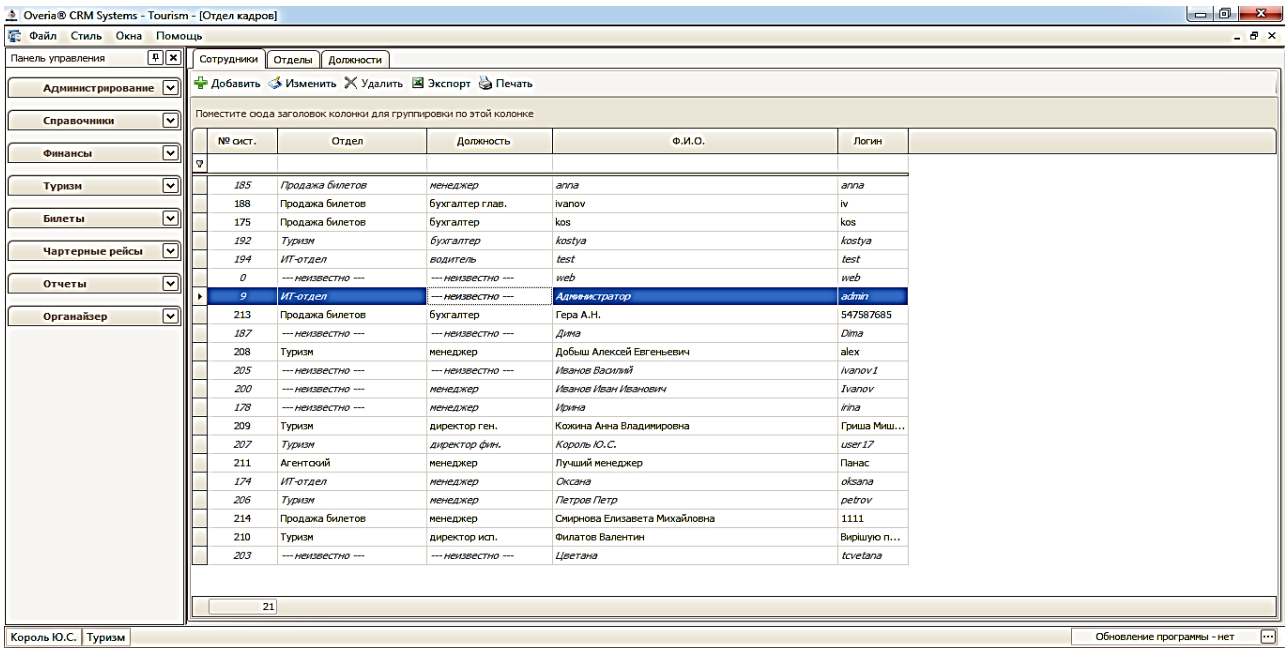 Overia® CRM Systems - Tourism - [Отдел кадров]
Файл Стиль Окна Помощь
Панель управления
Администрирование
Справочники
Финансы
Туризм
Билеты
Чартерные рейсы
Отчеты
Органайзер
Сотрудники Отделы Должности
Добавить Изменить Удалить Экспорт Печать
Поместите сюда заголовок колонки для группировки по этой колонке
№ сист. Отдел Должность Ф.И.О. Логин
185 Продажа билетов менеджер anna anna
188 Продажа билетов бухгалтер глав. ivanov iv
175 Продажа билетов бухгалтер kos kos
192 Туризм бухгалтер kostya kostya
194 ИТ-отдел водитель test test
0 --- неизвестно --- --- неизвестно --- web web
9 ИТ-отдел --- неизвестно --- Администратор admin
213 Продажа билетов бухгалтер Гера А.Н. 547587685
187 --- неизвестно --- --- неизвестно --- Дима Dima
208 Туризм менеджер Добыш Алексей Евгеньевич alex
205 --- неизвестно --- --- неизвестно --- Иванов Василий ivanov1
200 --- неизвестно --- менеджер Иванов Иван Иванович Ivanov
178 --- неизвестно --- менеджер Ирина irina
209 Туризм директор ген. Кожина Анна Владимировна Гриша Миш...
207 Туризм директор фин. Король Ю.С. user17
211 Агентский менеджер Лучший менеджер Панас
174 ИТ-отдел менеджер Оксана oksana
206 Туризм менеджер Петров Петр petrov
214 Продажа билетов менеджер Смирнова Елизавета Михайловна 1111
210 Туризм директор исп. Филатов Валентин Вирішую п...
203 --- неизвестно --- --- неизвестно --- Цветана tcvetana
21
Король Ю.С. Туризм Обновление программы - нет